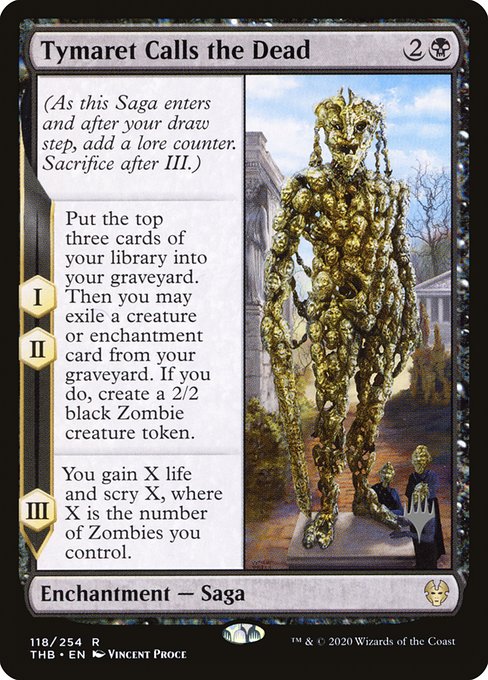 Tymaret Calls the Dead 2
(As this Saga enters
and after your draw
step, add a lore counter.
Sacrifice after III.)
I
II
Put the top
three cards of
your library into
your graveyard.
Then you may
exile a creature
or enchantment
card from your
graveyard. If you
do, create a 2/2
black Zombie
creature token.
III
You gain X life
and scry X, where
X is the number
of Zombies you
control.
Enchantment — Saga
118/254 R
THB • EN VINCENT PROCE
™ & © 2020 Wizards of the Coast